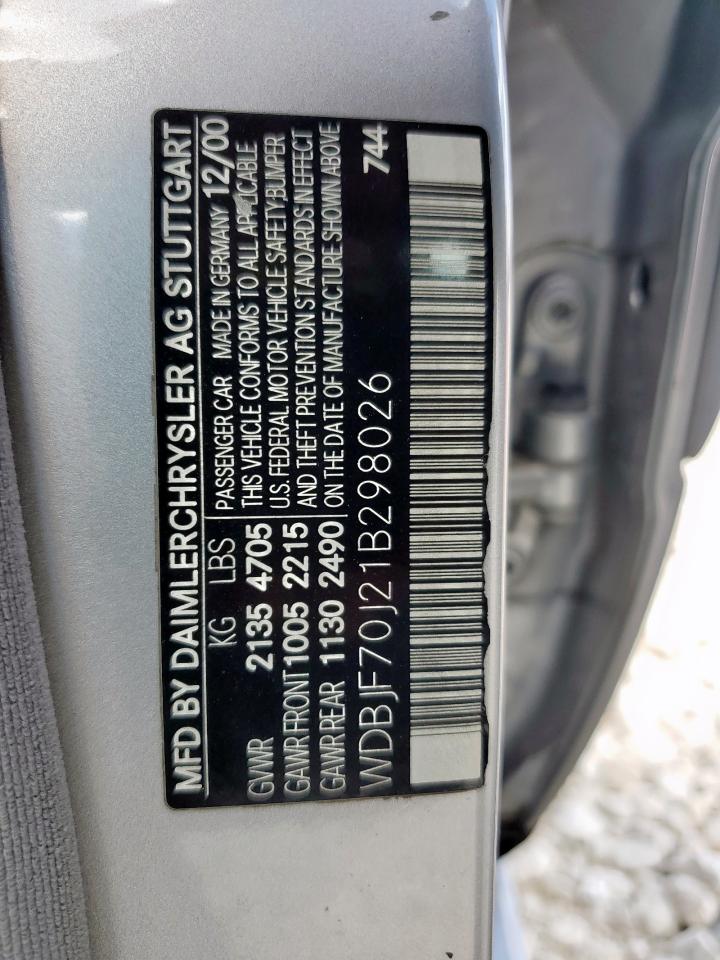 MFD BY DAIMLERCHRYSLER AG STUTTGART
KG LBS
GVWR 2135 4705
GAWR FRONT 1005 2215
GAWR REAR 1130 2490
PASSENGER CAR MADE IN GERMANY 12/00
THIS VEHICLE CONFORMS TO ALL APPLICABLE
U.S. FEDERAL MOTOR VEHICLE SAFETY, BUMPER
AND THEFT PREVENTION STANDARDS IN EFFECT
ON THE DATE OF MANUFACTURE SHOWN ABOVE
WDBJF70J21B298026 744